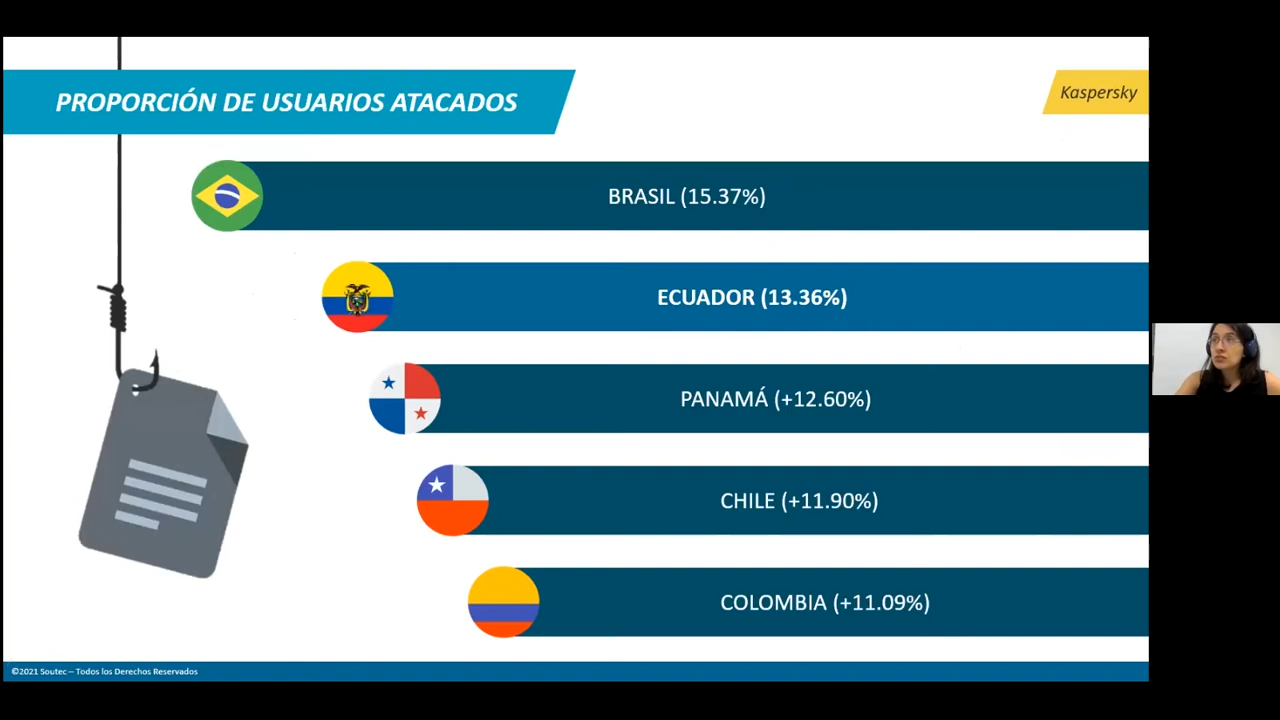 PROPORCIÓN DE USUARIOS ATACADOS
Kaspersky
BRASIL (15.37%)
ECUADOR (13.36%)
PANAMÁ (+12.60%)
CHILE (+11.90%)
COLOMBIA (+11.09%)
©2021 Soutec – Todos los Derechos Reservados